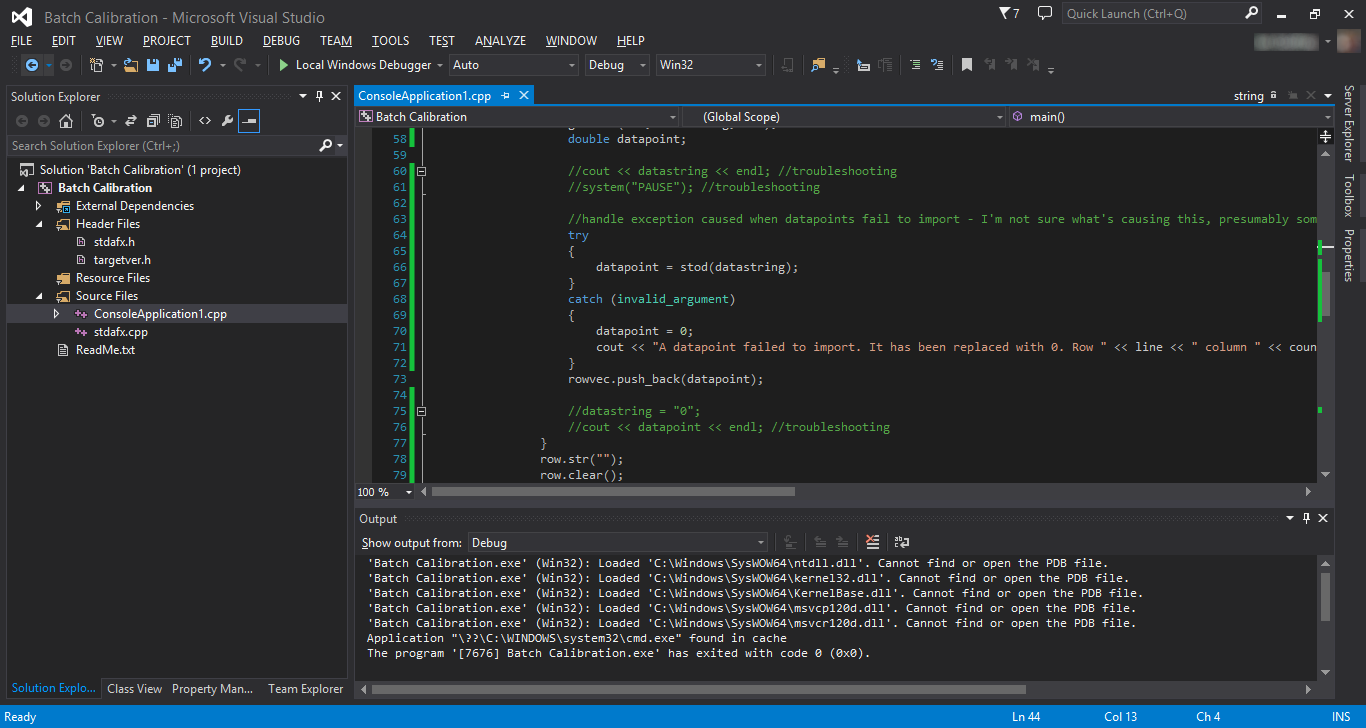 Batch Calibration - Microsoft Visual Studio
7
Quick Launch (Ctrl+Q)
FILE EDIT VIEW PROJECT BUILD DEBUG TEAM TOOLS TEST ANALYZE WINDOW HELP
Local Windows Debugger Auto Debug Win32
Solution Explorer
Search Solution Explorer (Ctrl+;)
Solution 'Batch Calibration' (1 project)
Batch Calibration
External Dependencies
Header Files
stdafx.h
targetver.h
Resource Files
Source Files
ConsoleApplication1.cpp
stdafx.cpp
ReadMe.txt
Solution Explo... Class View Property Man... Team Explorer
ConsoleApplication1.cpp
string
Batch Calibration (Global Scope) main()
58 double datapoint;
59
60 //cout << datastring << endl; //troubleshooting
61 //system("PAUSE"); //troubleshooting
62
63 //handle exception caused when datapoints fail to import - I'm not sure what's causing this, presumably som
64 try
65 {
66 datapoint = stod(datastring);
67 }
68 catch (invalid_argument)
69 {
70 datapoint = 0;
71 cout << "A datapoint failed to import. It has been replaced with 0. Row " << line << " column " << coun
72 }
73 rowvec.push_back(datapoint);
74
75 //datastring = "0";
76 //cout << datapoint << endl; //troubleshooting
77 }
78 row.str("");
79 row.clear();
100 %
Output
Show output from: Debug
'Batch Calibration.exe' (Win32): Loaded 'C:\Windows\SysWOW64\ntdll.dll'. Cannot find or open the PDB file.
'Batch Calibration.exe' (Win32): Loaded 'C:\Windows\SysWOW64\kernel32.dll'. Cannot find or open the PDB file.
'Batch Calibration.exe' (Win32): Loaded 'C:\Windows\SysWOW64\KernelBase.dll'. Cannot find or open the PDB file.
'Batch Calibration.exe' (Win32): Loaded 'C:\Windows\SysWOW64\msvcp120d.dll'. Cannot find or open the PDB file.
'Batch Calibration.exe' (Win32): Loaded 'C:\Windows\SysWOW64\msvcr120d.dll'. Cannot find or open the PDB file.
Application "\??\C:\WINDOWS\system32\cmd.exe" found in cache
The program '[7676] Batch Calibration.exe' has exited with code 0 (0x0).
Server Explorer
Toolbox
Properties
Ready Ln 44 Col 13 Ch 4 INS